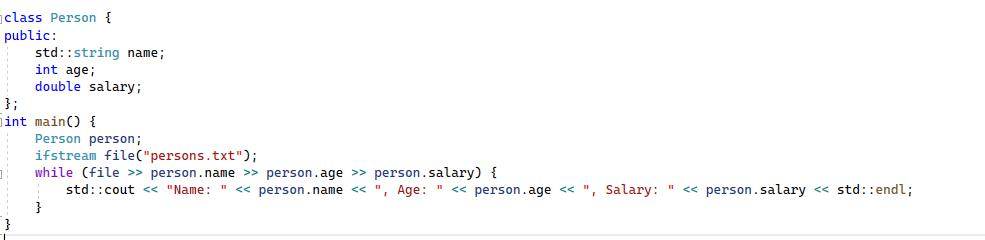 class Person {
public:
    std::string name;
    int age;
    double salary;
};
int main() {
    Person person;
    ifstream file("persons.txt");
    while (file >> person.name >> person.age >> person.salary) {
        std::cout << "Name: " << person.name << ", Age: " << person.age << ", Salary: " << person.salary << std::endl;
    }
}